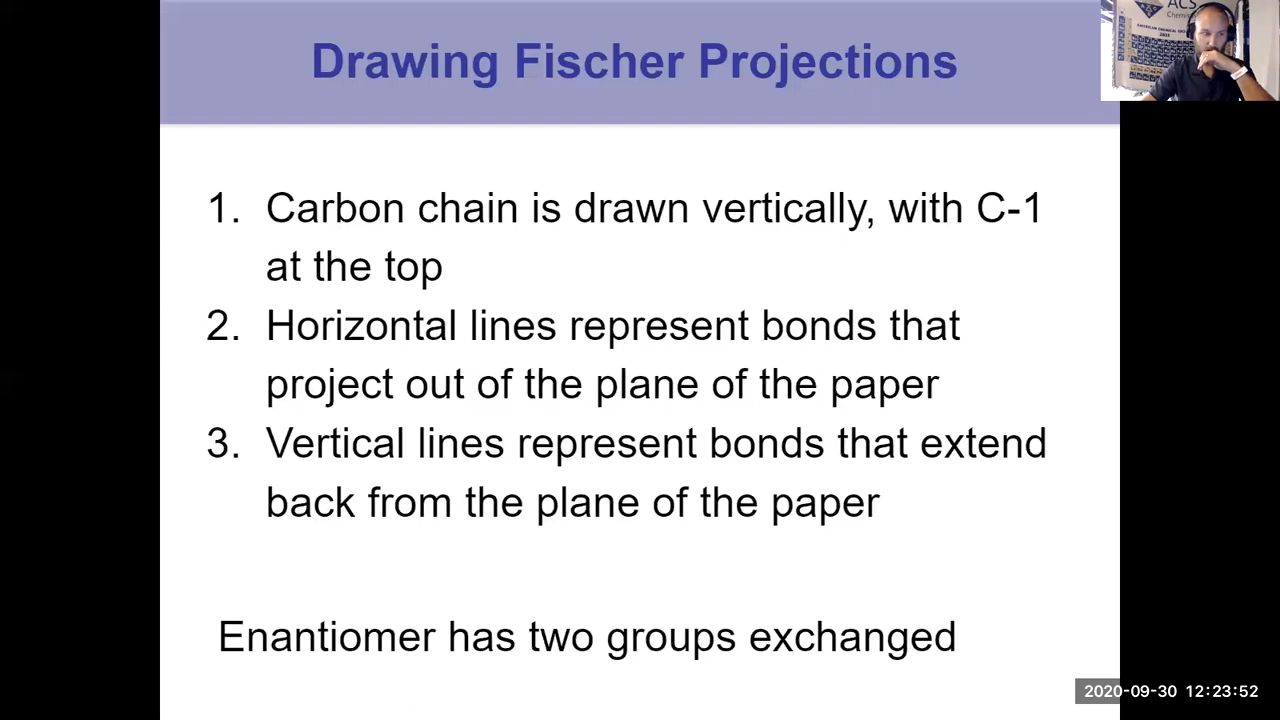 Drawing Fischer Projections
ACS
1. Carbon chain is drawn vertically, with C-1
at the top
2. Horizontal lines represent bonds that
project out of the plane of the paper
3. Vertical lines represent bonds that extend
back from the plane of the paper
Enantiomer has two groups exchanged
2020-09-30 12:23:52